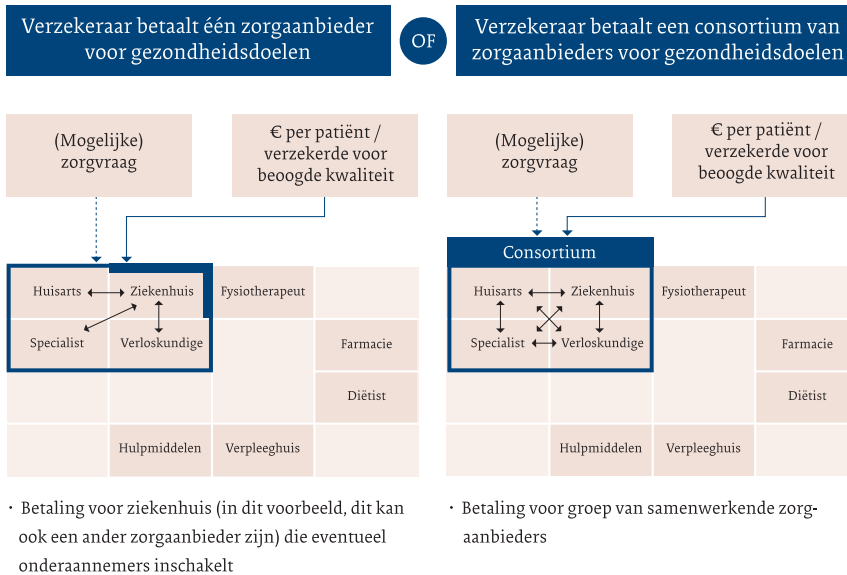 Verzekeraar betaalt één zorgaanbieder
voor gezondheidsdoelen
OF
Verzekeraar betaalt een consortium van
zorgaanbieders voor gezondheidsdoelen
(Mogelijke)
zorgvraag
€ per patiënt /
verzekerde voor
beoogde kwaliteit
Huisarts
Ziekenhuis
Fysiotherapeut
Specialist
Verloskundige
Farmacie
Diëtist
Hulpmiddelen
Verpleeghuis
· Betaling voor ziekenhuis (in dit voorbeeld, dit kan
ook een ander zorgaanbieder zijn) die eventueel
onderaannemers inschakelt
(Mogelijke)
zorgvraag
€ per patiënt /
verzekerde voor
beoogde kwaliteit
Consortium
Huisarts
Ziekenhuis
Fysiotherapeut
Specialist
Verloskundige
Farmacie
Diëtist
Hulpmiddelen
Verpleeghuis
· Betaling voor groep van samenwerkende zorg-
aanbieders